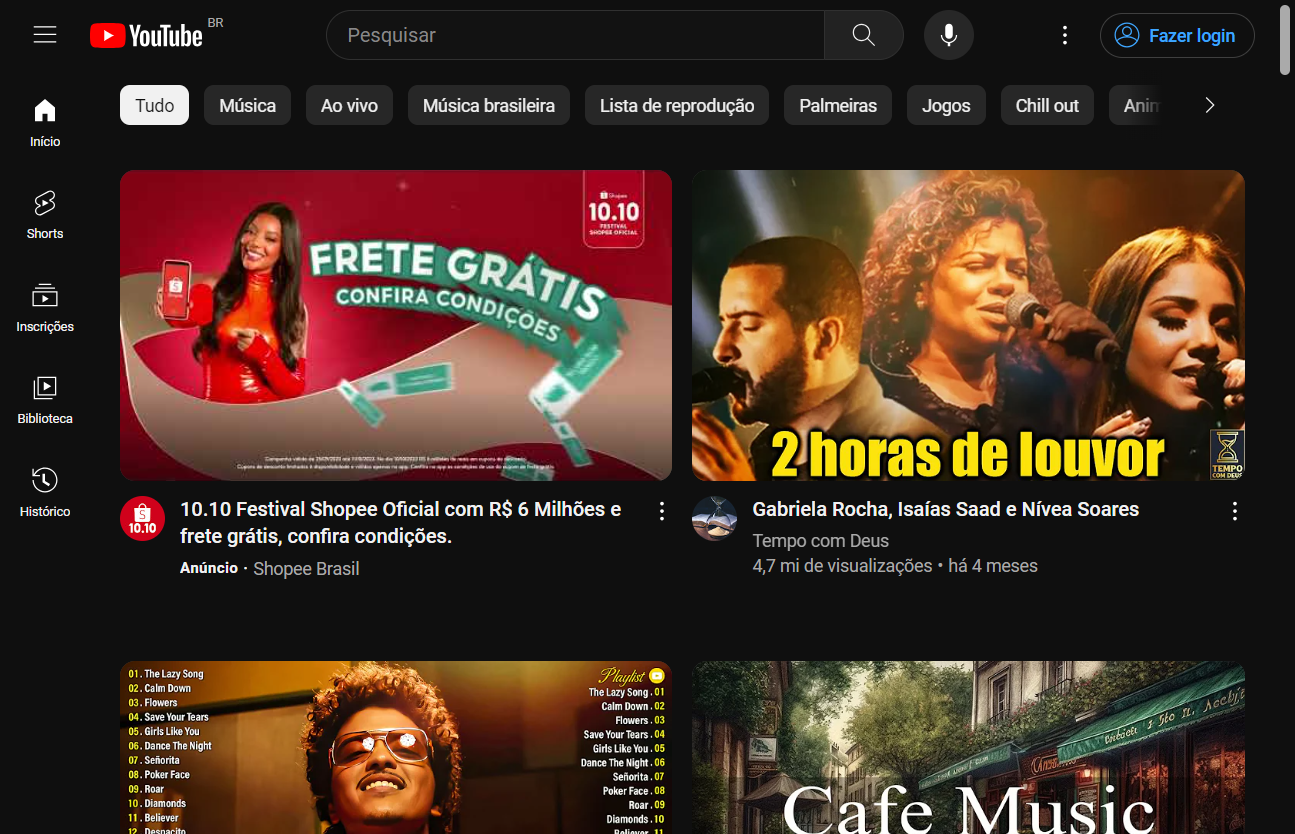 YouTube BR
Pesquisar
Fazer login
Início
Shorts
Inscrições
Biblioteca
Histórico
Tudo
Música
Ao vivo
Música brasileira
Lista de reprodução
Palmeiras
Jogos
Chill out
Shopee
10.10
FESTIVAL
SHOPEE OFICIAL
FRETE GRÁTIS
CONFIRA CONDIÇÕES
2 horas de louvor
TEMPO
COM DEUS
10.10
10.10 Festival Shopee Oficial com R$ 6 Milhões e
frete grátis, confira condições.
Anúncio · Shopee Brasil
Gabriela Rocha, Isaías Saad e Nívea Soares
Tempo com Deus
4,7 mi de visualizações • há 4 meses
01. The Lazy Song
02. Calm Down
03. Flowers
04. Save Your Tears
05. Girls Like You
06. Dance The Night
07. Señorita
08. Poker Face
09. Roar
10. Diamonds
11. Believer
12. Despacito
Playlist
The Lazy Song . 01
Calm Down . 02
Flowers . 03
Save Your Tears . 04
Girls Like You . 05
Dance The Night . 06
Señorita . 07
Poker Face . 08
Roar . 09
Diamonds . 10
Believer . 11
Cafe Music